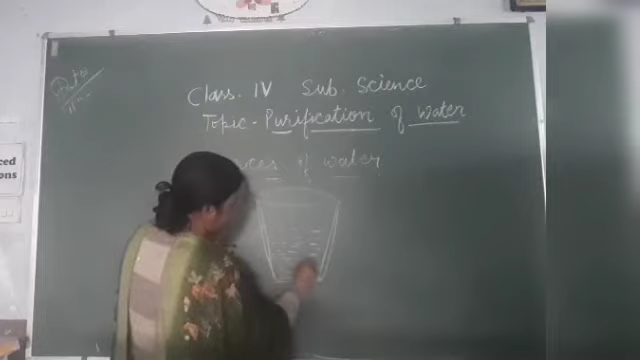 Date
Class. IV Sub. Science
Topic - Purification of Water
of water